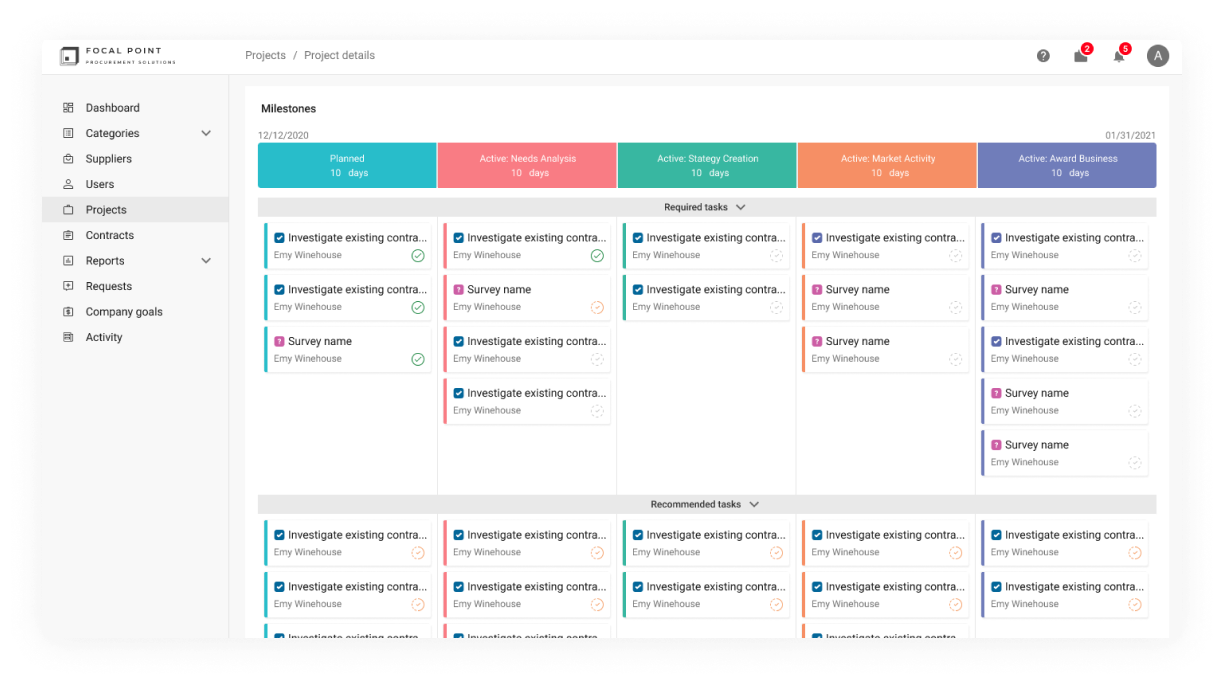 FOCAL POINT
PROCUREMENT SOLUTIONS
Projects / Project details
2
5
A
Dashboard
Categories
Suppliers
Users
Projects
Contracts
Reports
Requests
Company goals
Activity
Milestones
12/12/2020 01/31/2021
Planned Active: Needs Analysis Active: Stategy Creation Active: Market Activity Active: Award Business
10 days 10 days 10 days 10 days 10 days
Required tasks
Investigate existing contra... Investigate existing contra... Investigate existing contra... Investigate existing contra... Investigate existing contra...
Emy Winehouse Emy Winehouse Emy Winehouse Emy Winehouse Emy Winehouse
Investigate existing contra... Survey name Investigate existing contra... Survey name Survey name
Emy Winehouse Emy Winehouse Emy Winehouse Emy Winehouse Emy Winehouse
Survey name Investigate existing contra... Survey name Investigate existing contra...
Emy Winehouse Emy Winehouse Emy Winehouse Emy Winehouse
Investigate existing contra... Survey name
Emy Winehouse Emy Winehouse
Survey name
Emy Winehouse
Recommended tasks
Investigate existing contra... Investigate existing contra... Investigate existing contra... Investigate existing contra... Investigate existing contra...
Emy Winehouse Emy Winehouse Emy Winehouse Emy Winehouse Emy Winehouse
Investigate existing contra... Investigate existing contra... Investigate existing contra... Investigate existing contra... Investigate existing contra...
Emy Winehouse Emy Winehouse Emy Winehouse Emy Winehouse Emy Winehouse
Investigate existing contra... Investigate existing contra... Investigate existing contra...